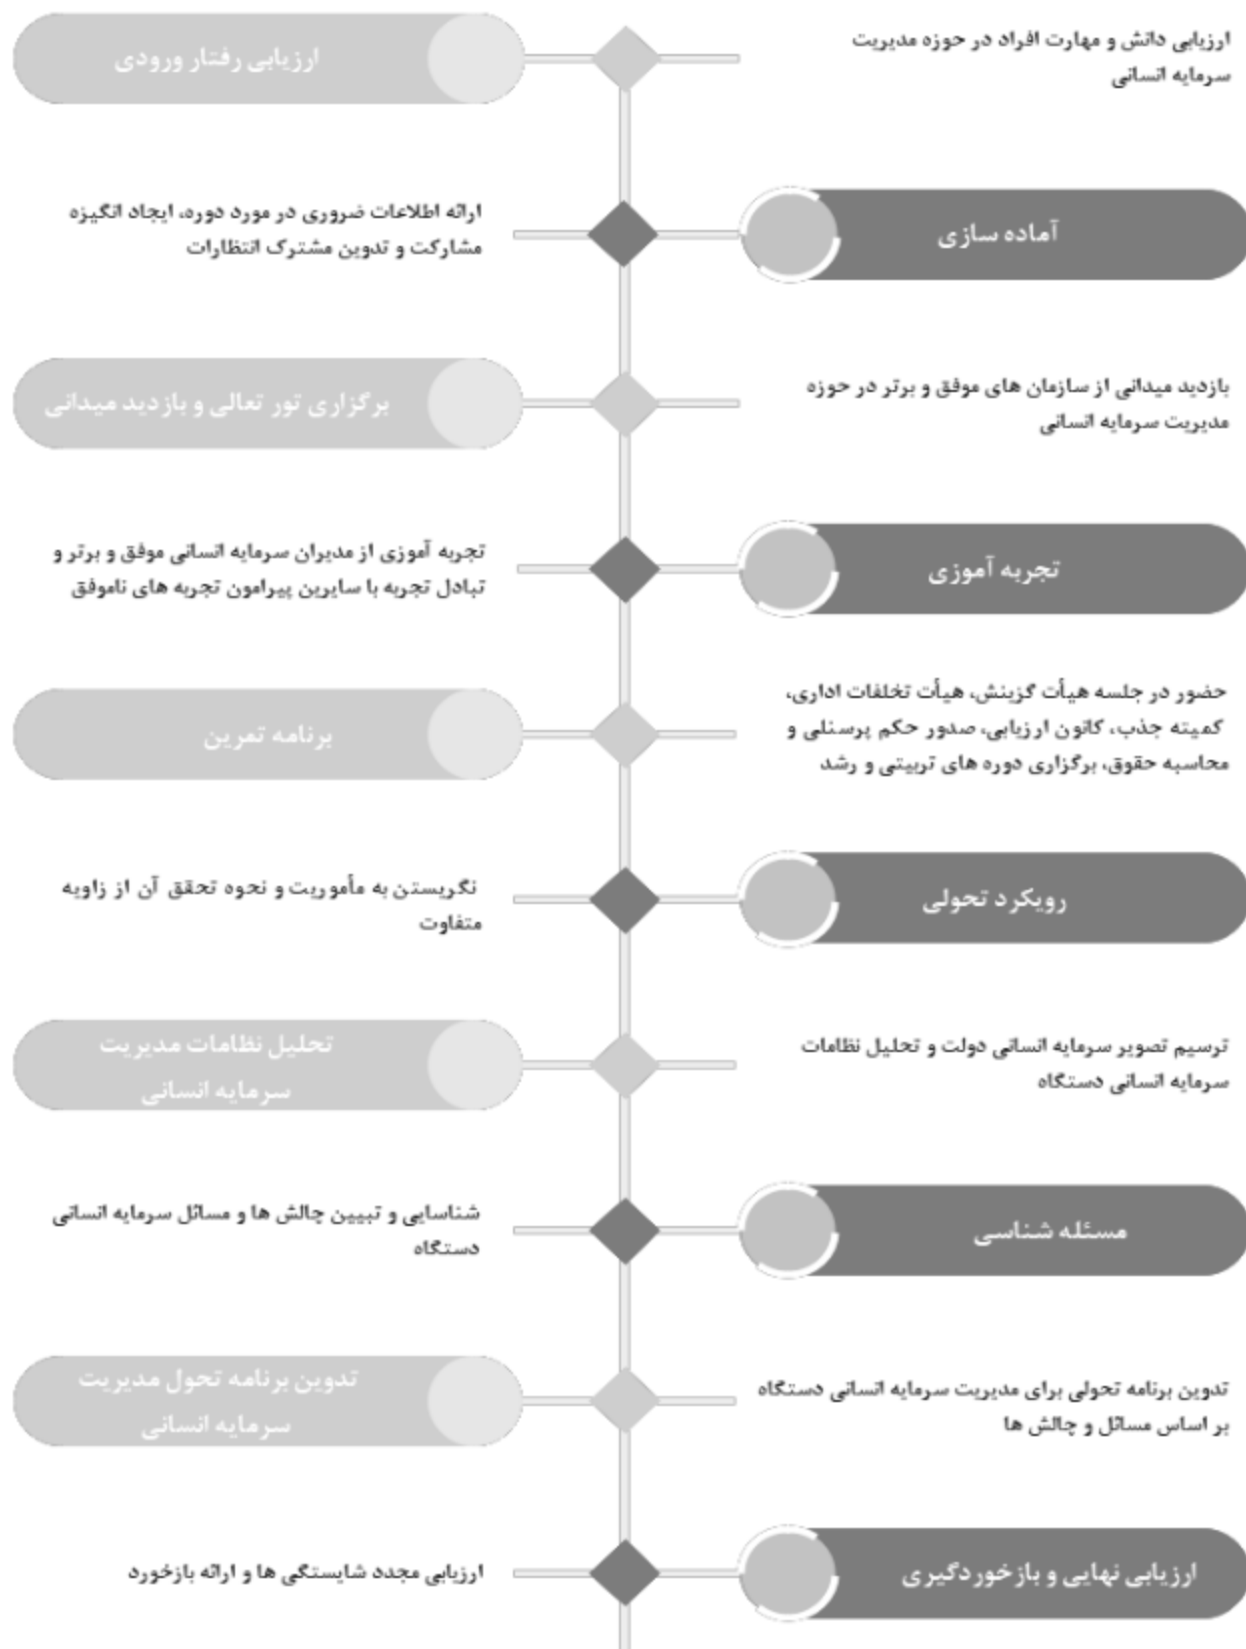 ارزیابی رفتار ورودی
ارزیابی دانش و مهارت افراد در حوزه مدیریت
سرمایه انسانی
آماده سازی
ارائه اطلاعات ضروری در مورد دوره، ایجاد انگیزه
مشارکت و تدوین مشترک انتظارات
برگزاری تور تعالی و بازدید میدانی
بازدید میدانی از سازمان های موفق و برتر در حوزه
مدیریت سرمایه انسانی
تجربه آموزی
تجربه آموزی از مدیران سرمایه انسانی موفق و برتر و
تبادل تجربه با سایرین پیرامون تجربه های ناموفق
برنامه تمرین
حضور در جلسه هیأت گزینش، هیأت تخلفات اداری،
کمیته جذب، کانون ارزیابی، صدور حکم پرسنلی و
محاسبه حقوق، برگزاری دوره های تربیتی و رشد
رویکرد تحولی
نگریستن به مأموریت و نحوه تحقق آن از زاویه
متفاوت
تحلیل نظامات مدیریت
سرمایه انسانی
ترسیم تصویر سرمایه انسانی دولت و تحلیل نظامات
سرمایه انسانی دستگاه
مسئله شناسی
شناسایی و تبیین چالش ها و مسائل سرمایه انسانی
دستگاه
تدوین برنامه تحول مدیریت
سرمایه انسانی
تدوین برنامه تحولی برای مدیریت سرمایه انسانی دستگاه
بر اساس مسائل و چالش ها
ارزیابی نهایی و بازخوردگیری
ارزیابی مجدد شایستگی ها و ارائه بازخورد